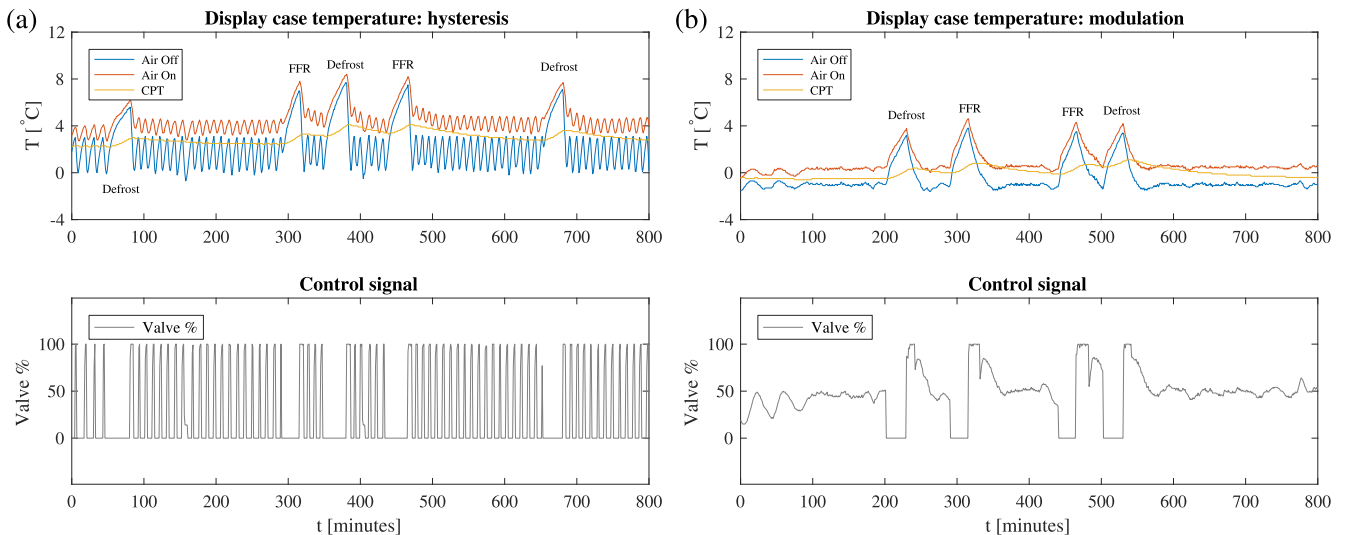 (a)
Display case temperature: hysteresis
12
8
4
0
-4
T [°C]
Air Off
Air On
CPT
Defrost
FFR
Defrost
FFR
Defrost
0 100 200 300 400 500 600 700 800
Control signal
Valve %
100
50
0
Valve %
0 100 200 300 400 500 600 700 800
t [minutes]
(b)
Display case temperature: modulation
12
8
4
0
-4
T [°C]
Air Off
Air On
CPT
Defrost
FFR
FFR
Defrost
0 100 200 300 400 500 600 700 800
Control signal
Valve %
100
50
0
Valve %
0 100 200 300 400 500 600 700 800
t [minutes]